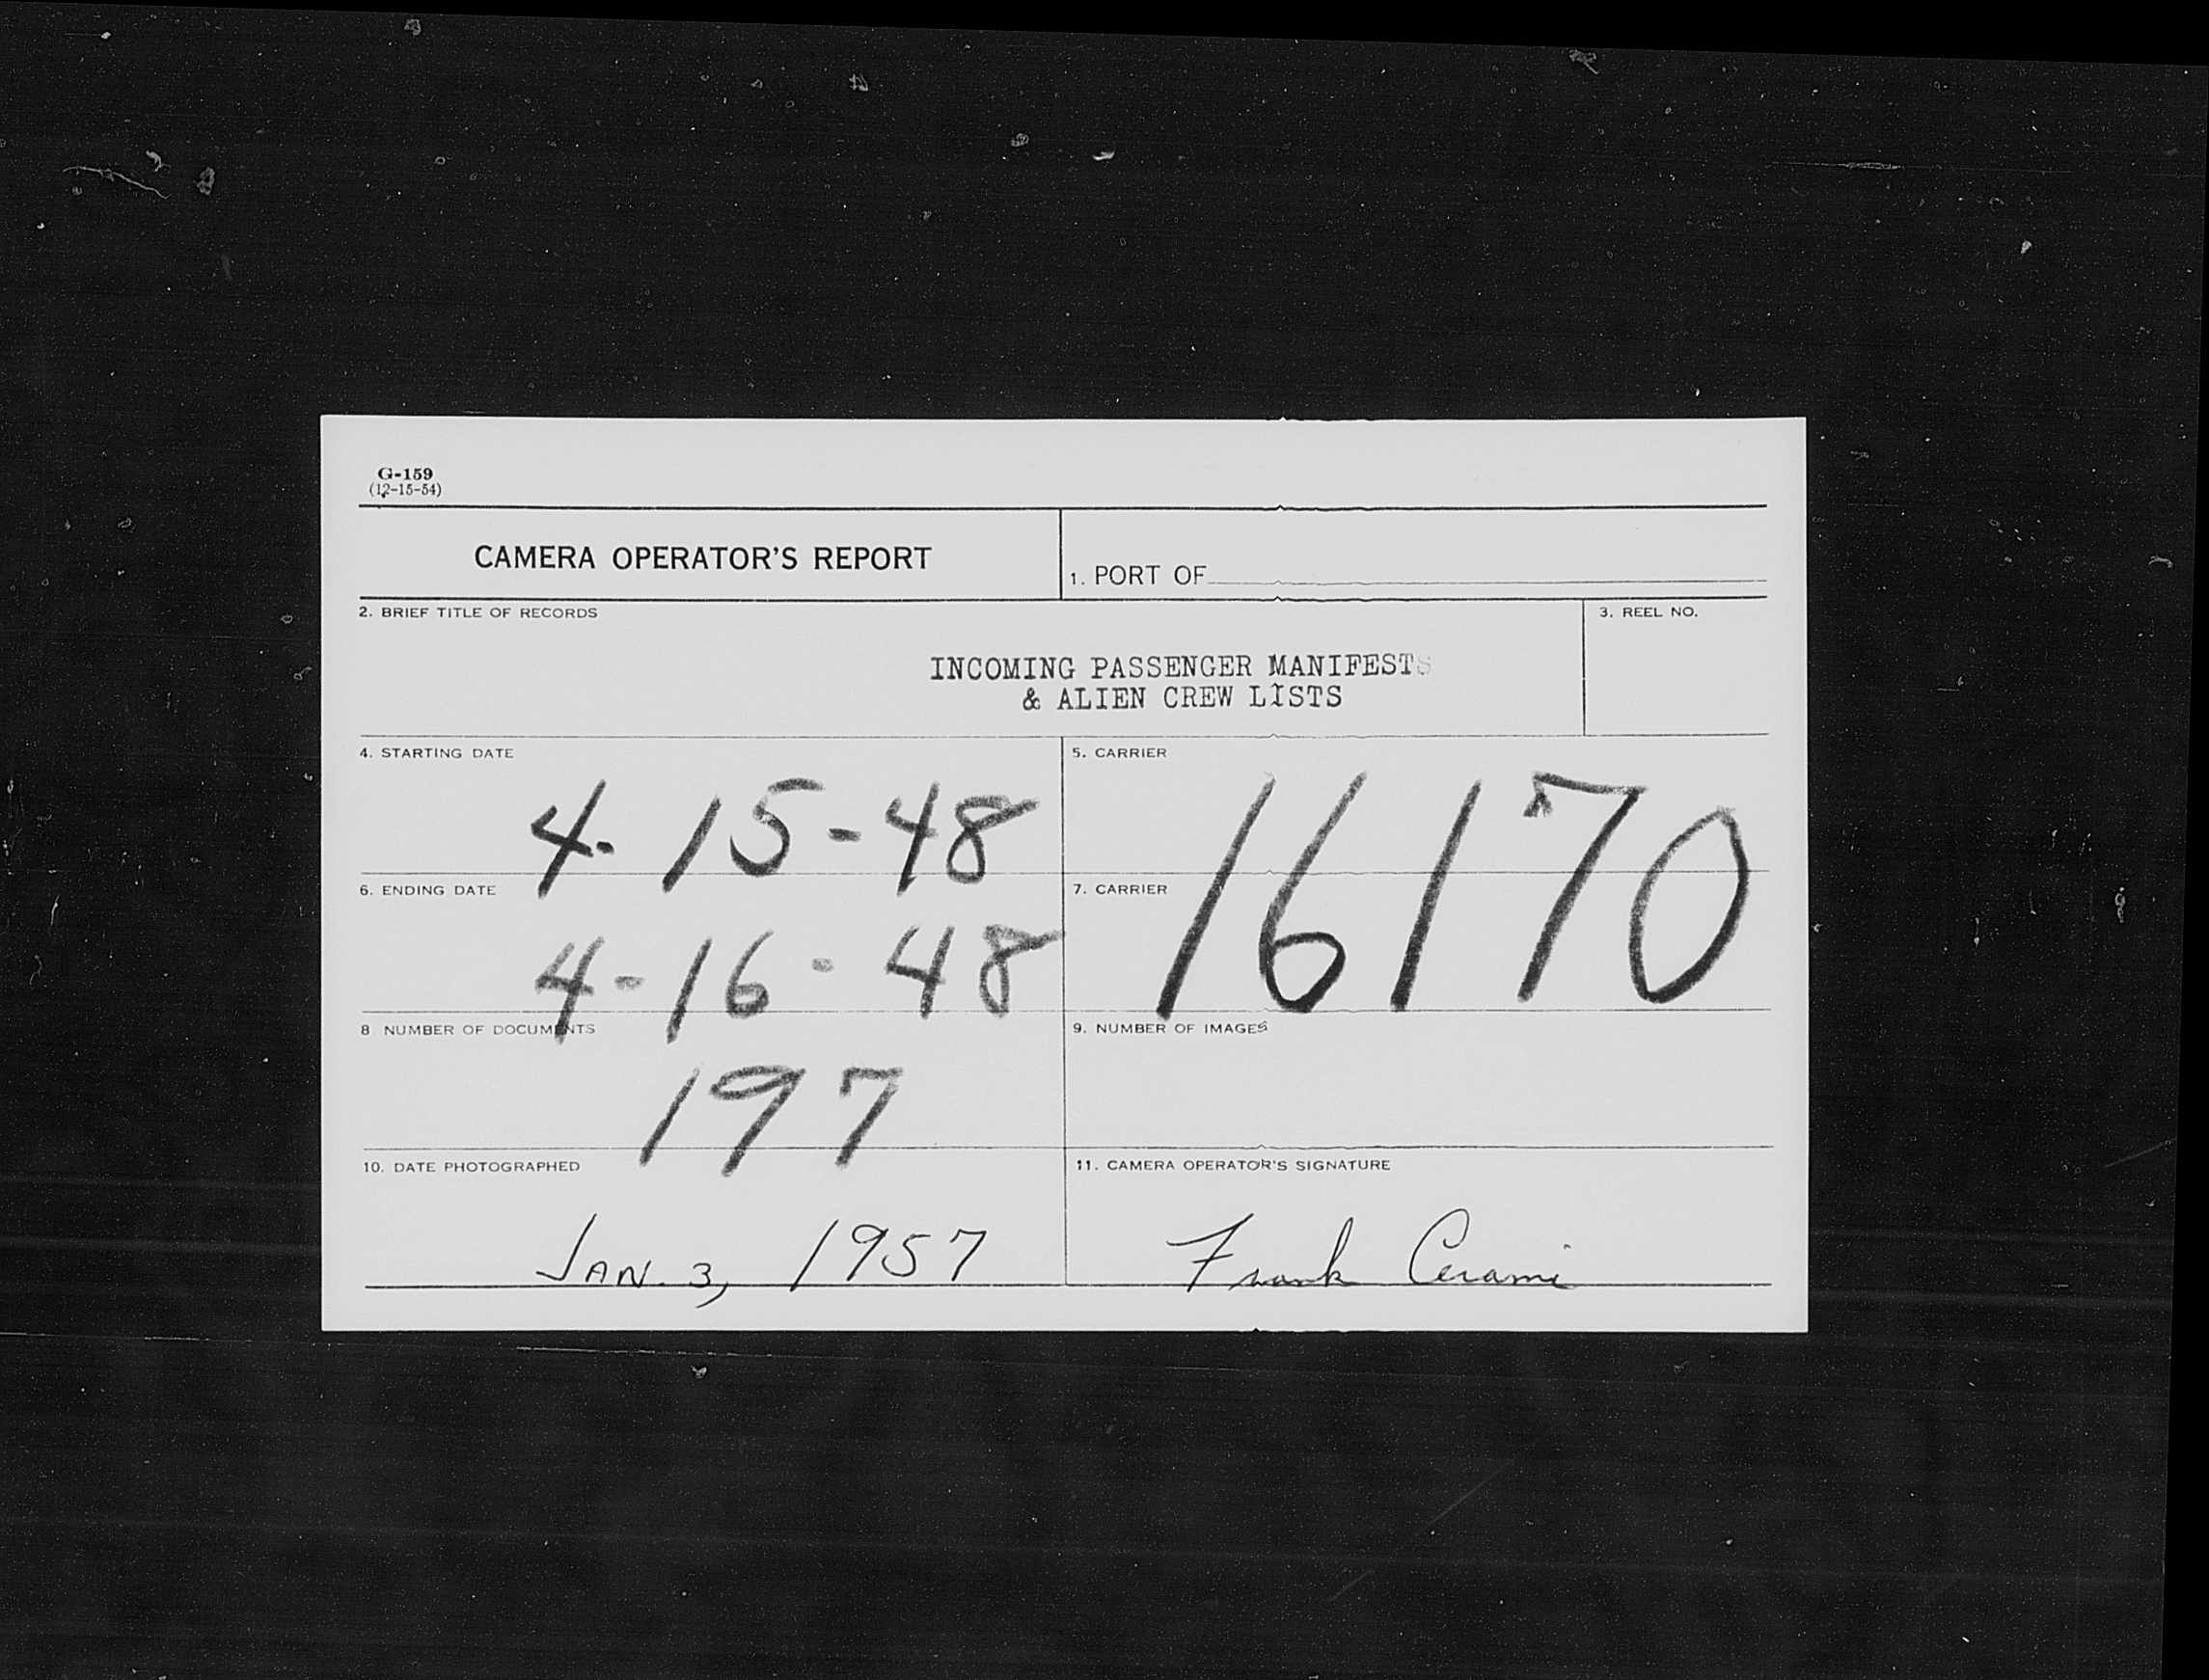 G-159
(12-15-54)
CAMERA OPERATOR'S REPORT
1. PORT OF
2. BRIEF TITLE OF RECORDS
3. REEL NO.
INCOMING PASSENGER MANIFESTS
& ALIEN CREW LISTS
4. STARTING DATE
4-15-48
5. CARRIER
16170
6. ENDING DATE
4-16-48
7. CARRIER
8 NUMBER OF DOCUMENTS
197
9. NUMBER OF IMAGES
10. DATE PHOTOGRAPHED
JAN. 3, 1957
11. CAMERA OPERATOR'S SIGNATURE
Frank Cerami